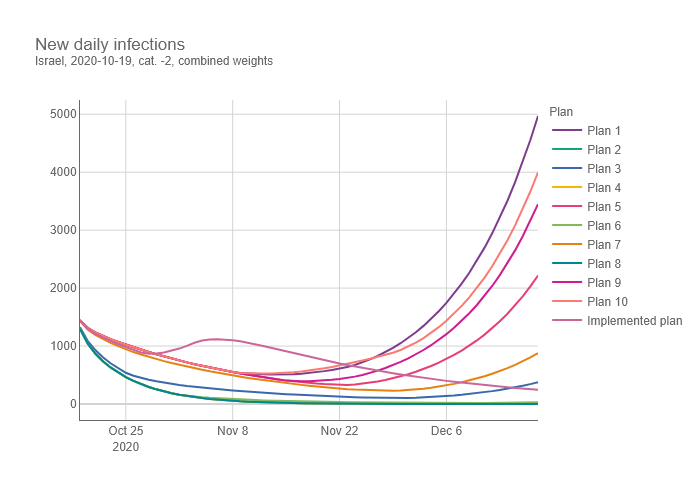 New daily infections
Israel, 2020-10-19, cat. -2, combined weights
5000
4000
3000
2000
1000
0
Oct 25
2020
Nov 8
Nov 22
Dec 6
Plan
Plan 1
Plan 2
Plan 3
Plan 4
Plan 5
Plan 6
Plan 7
Plan 8
Plan 9
Plan 10
Implemented plan